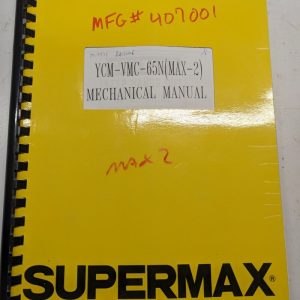 MFG# 407001
YCM-VMC-65N(MAX-2)
MECHANICAL MANUAL
MAX 2
SUPERMAX®